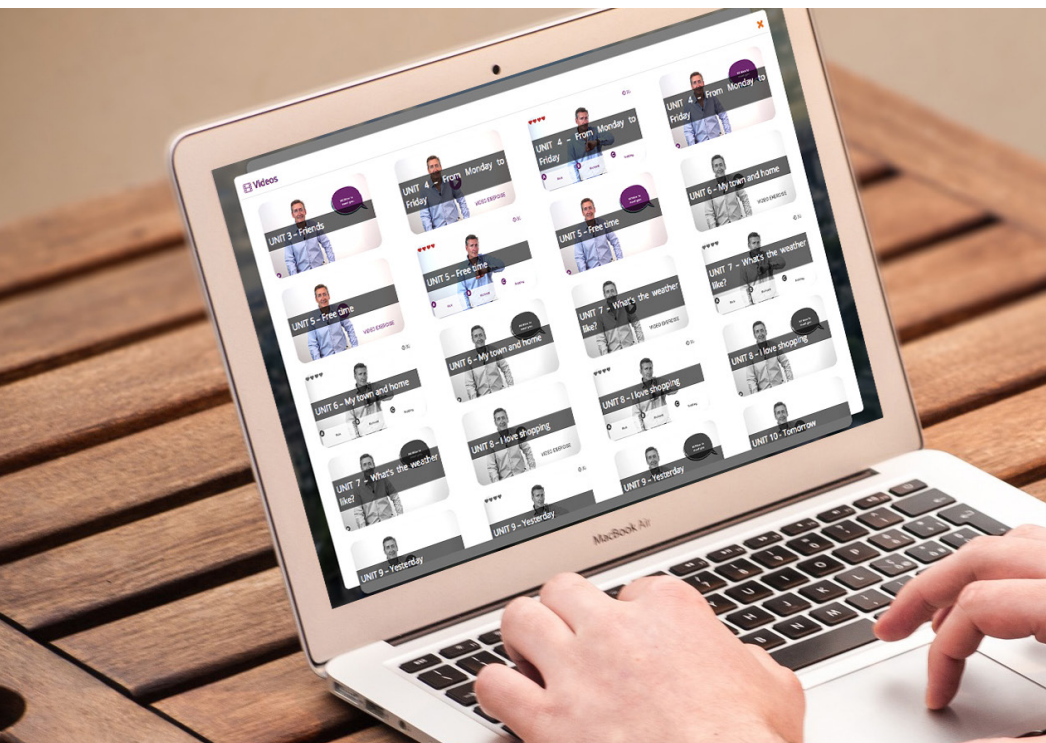 Videos
UNIT 3 – Friends
UNIT 4 – From Monday to
Friday
VIDEO EXERCISE
UNIT 4 – From Monday to
Friday
UNIT 4 – From Monday to
Friday
UNIT 5 – Free time
VIDEO EXERCISE
UNIT 5 – Free time
UNIT 5 – Free time
UNIT 6 – My town and home
VIDEO EXERCISE
UNIT 6 – My town and home
UNIT 6 – My town and home
UNIT 7 – What's the weather
like?
VIDEO EXERCISE
UNIT 7 – What's the weather
like?
UNIT 7 – What's the weather
like?
UNIT 8 – I love shopping
VIDEO EXERCISE
UNIT 8 – I love shopping
UNIT 8 – I love shopping
UNIT 9 – Yesterday
UNIT 9 – Yesterday
UNIT 9 – Yesterday
UNIT 10 - Tomorrow
MacBook Air